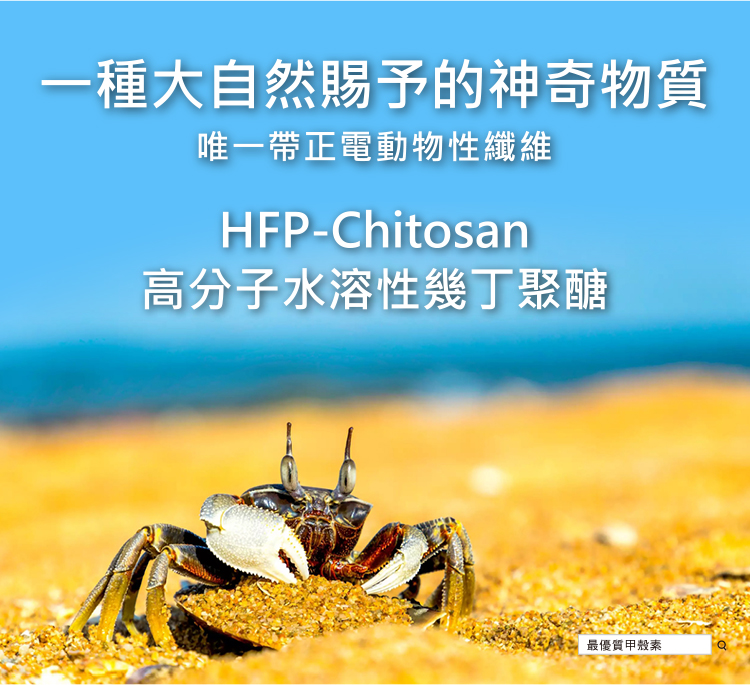 一種大自然賜予的神奇物質
唯一帶正電動物性纖維
HFP-Chitosan
高分子水溶性幾丁聚醣
最優質甲殼素